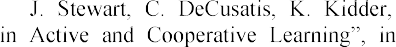 J. Stewart, C. DeCusatis, K. Kidder,
in Active and Cooperative Learning”, in